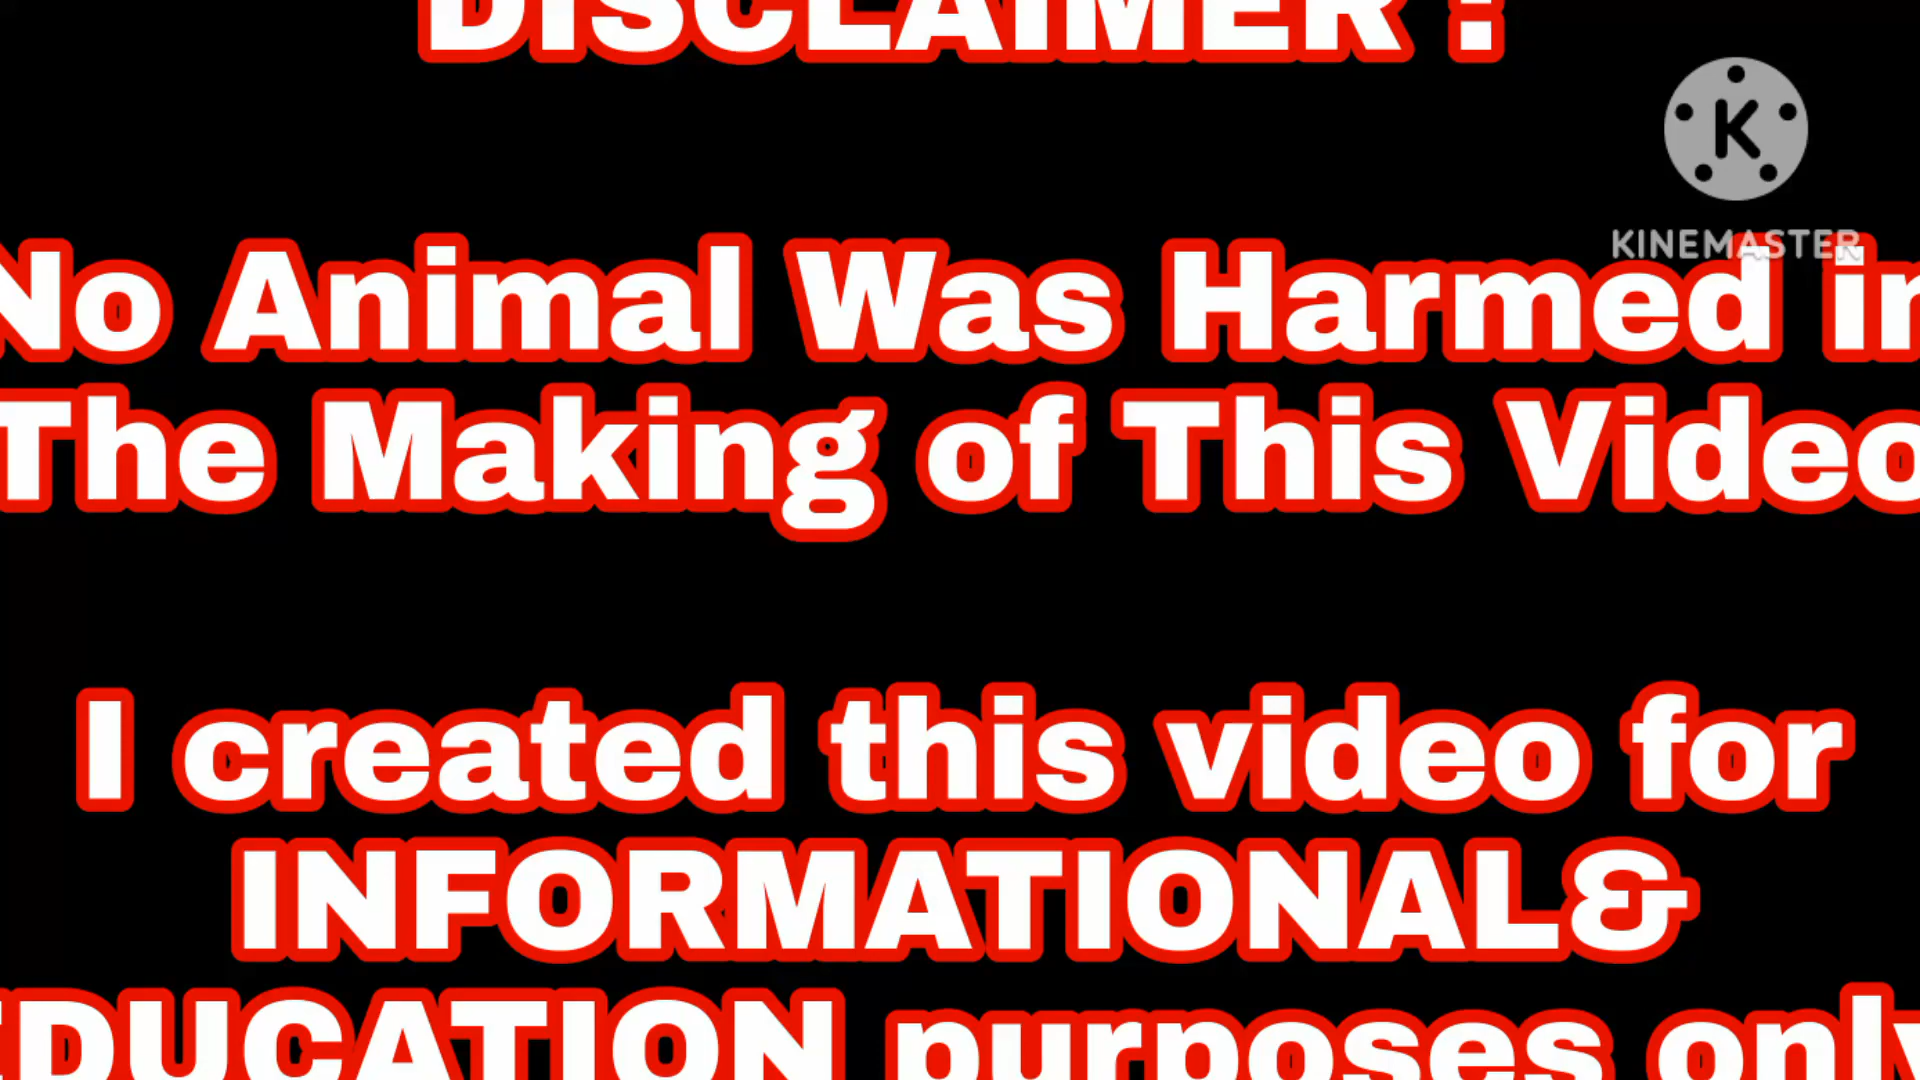 DISCLAIMER :
K
KINEMASTER
No Animal Was Harmed in
The Making of This Video
I created this video for
INFORMATIONAL&
EDUCATION purposes only